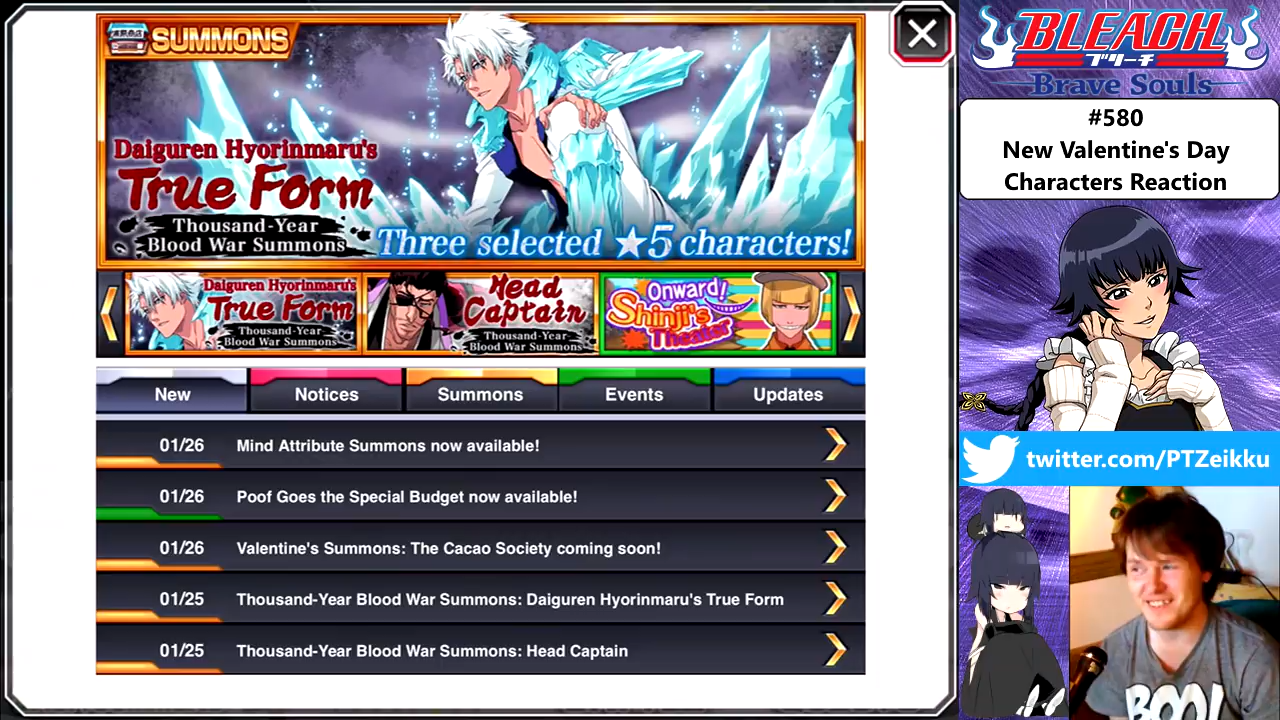 SUMMONS
Daiguren Hyorinmaru's
True Form
Thousand-Year
Blood War Summons
Three selected ★5 characters!
Daiguren Hyorinmaru's
True Form
Thousand-Year
Blood War Summons
Head
Captain
Thousand-Year
Blood War Summons
Onward!
Shinji's
Theater
New
Notices
Summons
Events
Updates
01/26 Mind Attribute Summons now available!
01/26 Poof Goes the Special Budget now available!
01/26 Valentine's Summons: The Cacao Society coming soon!
01/25 Thousand-Year Blood War Summons: Daiguren Hyorinmaru's True Form
01/25 Thousand-Year Blood War Summons: Head Captain
BLEACH
ブリーチ
Brave Souls
#580
New Valentine's Day
Characters Reaction
twitter.com/PTZeikku
BOO!